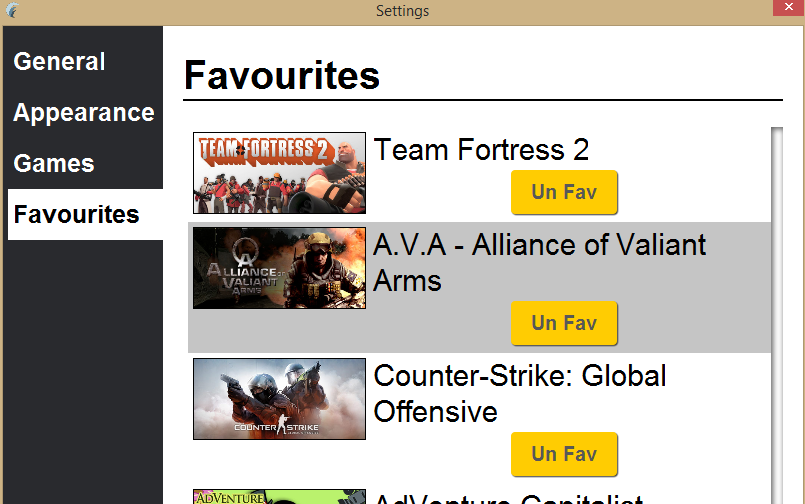 Settings
General
Appearance
Games
Favourites
Favourites
TEAM FORTRESS 2
Team Fortress 2
Un Fav
ALLIANCE OF
VALIANT
ARMS
A.V.A - Alliance of Valiant
Arms
Un Fav
COUNTER STRIKE
Counter-Strike: Global
Offensive
Un Fav
ADVENTURE
AdVenture Capitalist